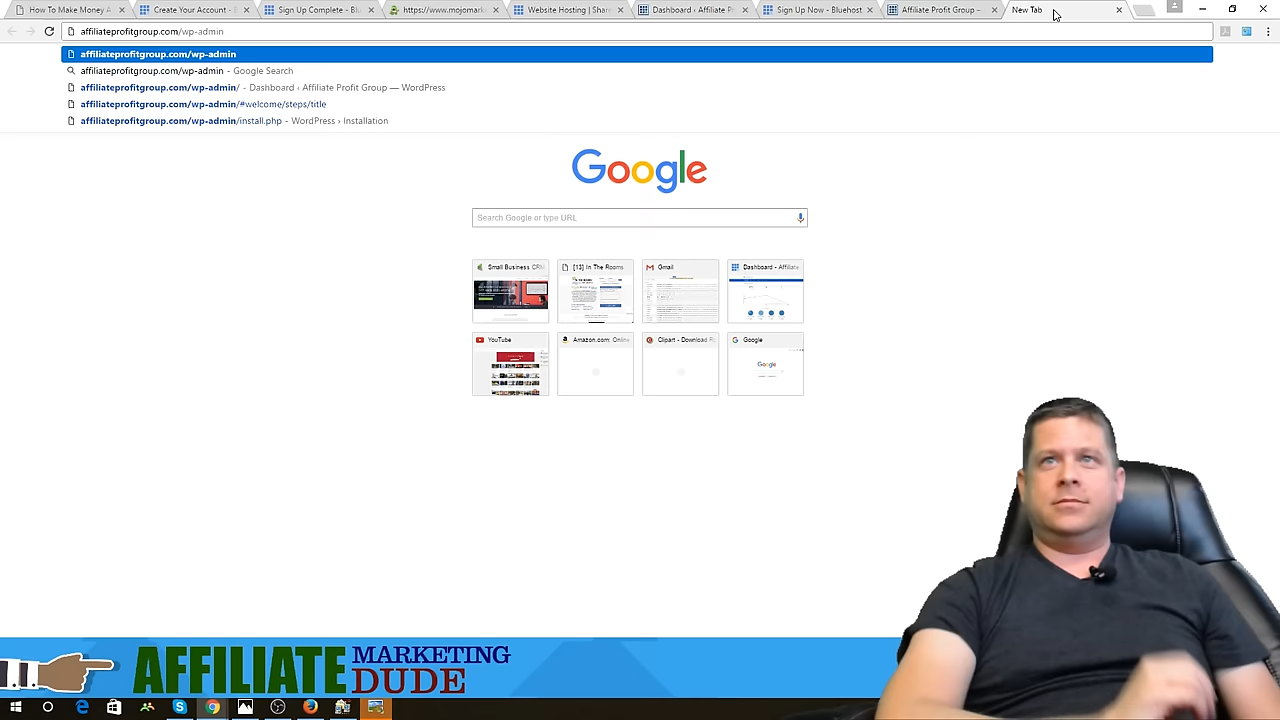 How To Make Money A
Create Your Account -
Sign Up Complete - Bl
https://www.mojomark
Website Hosting | Share
Dashboard ‹ Affiliate P
Sign Up Now - Bluehost
Affiliate Profit Group –
New Tab
affiliateprofitgroup.com/wp-admin
affiliateprofitgroup.com/wp-admin
affiliateprofitgroup.com/wp-admin - Google Search
affiliateprofitgroup.com/wp-admin/ - Dashboard ‹ Affiliate Profit Group — WordPress
affiliateprofitgroup.com/wp-admin/#welcome/steps/title
affiliateprofitgroup.com/wp-admin/install.php - WordPress › Installation
Google
Search Google or type URL
Small Business CRM
[13] In The Rooms
Gmail
Dashboard - Affiliate
YouTube
Amazon.com: Online
Clipart - Download
Google
Google
AFFILIATE
MARKETING
DUDE